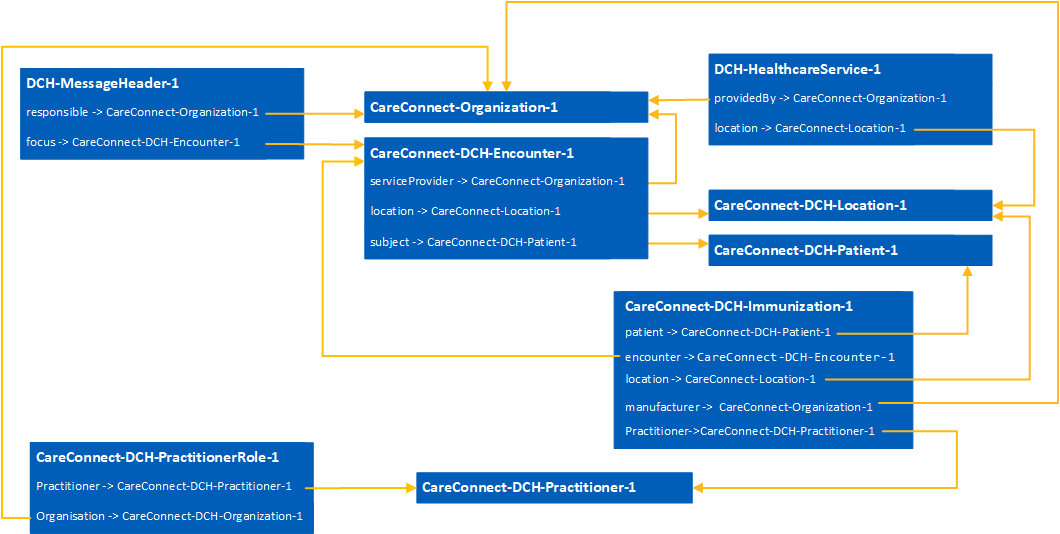 DCH-MessageHeader-1
responsible -> CareConnect-Organization-1
focus -> CareConnect-DCH-Encounter-1
CareConnect-Organization-1
CareConnect-DCH-Encounter-1
serviceProvider -> CareConnect-Organization-1
location -> CareConnect-Location-1
subject -> CareConnect-DCH-Patient-1
DCH-HealthcareService-1
providedBy -> CareConnect-Organization-1
location -> CareConnect-Location-1
CareConnect-DCH-Location-1
CareConnect-DCH-Patient-1
CareConnect-DCH-Immunization-1
patient -> CareConnect-DCH-Patient-1
encounter -> CareConnect-DCH-Encounter-1
location -> CareConnect-Location-1
manufacturer -> CareConnect-Organization-1
Practitioner->CareConnect-DCH-Practitioner-1
CareConnect-DCH-PractitionerRole-1
Practitioner -> CareConnect-DCH-Practitioner-1
Organisation -> CareConnect-DCH-Organization-1
CareConnect-DCH-Practitioner-1